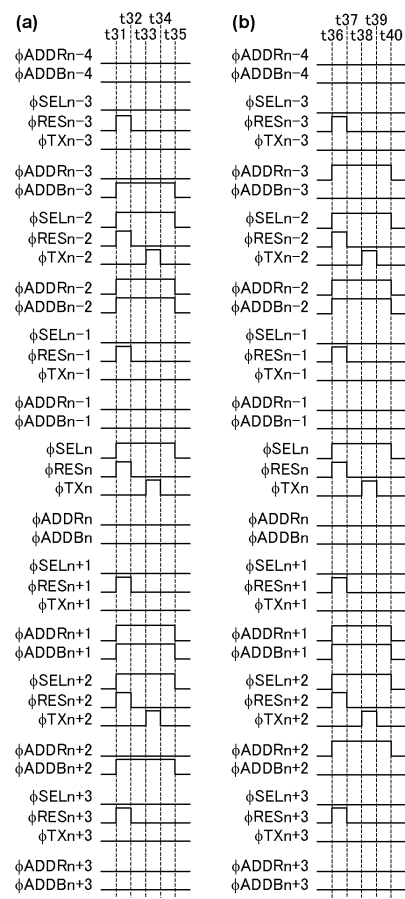 (a)
t32 t34
t31 t33 t35
ϕADDRn−4
ϕADDBn−4
ϕSELn−3
ϕRESn−3
ϕTXn−3
ϕADDRn−3
ϕADDBn−3
ϕSELn−2
ϕRESn−2
ϕTXn−2
ϕADDRn−2
ϕADDBn−2
ϕSELn−1
ϕRESn−1
ϕTXn−1
ϕADDRn−1
ϕADDBn−1
ϕSELn
ϕRESn
ϕTXn
ϕADDRn
ϕADDBn
ϕSELn+1
ϕRESn+1
ϕTXn+1
ϕADDRn+1
ϕADDBn+1
ϕSELn+2
ϕRESn+2
ϕTXn+2
ϕADDRn+2
ϕADDBn+2
ϕSELn+3
ϕRESn+3
ϕTXn+3
ϕADDRn+3
ϕADDBn+3
(b)
t37 t39
t36 t38 t40
ϕADDRn−4
ϕADDBn−4
ϕSELn−3
ϕRESn−3
ϕTXn−3
ϕADDRn−3
ϕADDBn−3
ϕSELn−2
ϕRESn−2
ϕTXn−2
ϕADDRn−2
ϕADDBn−2
ϕSELn−1
ϕRESn−1
ϕTXn−1
ϕADDRn−1
ϕADDBn−1
ϕSELn
ϕRESn
ϕTXn
ϕADDRn
ϕADDBn
ϕSELn+1
ϕRESn+1
ϕTXn+1
ϕADDRn+1
ϕADDBn+1
ϕSELn+2
ϕRESn+2
ϕTXn+2
ϕADDRn+2
ϕADDBn+2
ϕSELn+3
ϕRESn+3
ϕTXn+3
ϕADDRn+3
ϕADDBn+3